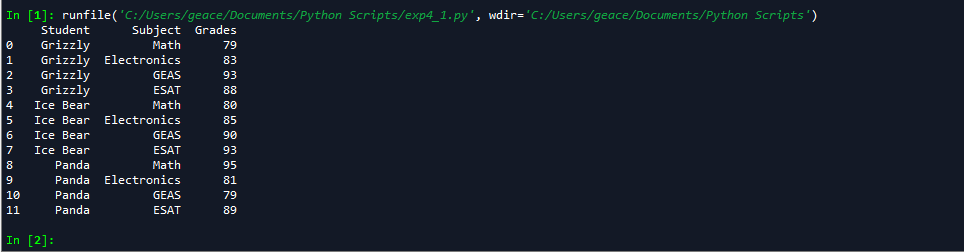 In [1]: runfile('C:/Users/geace/Documents/Python Scripts/exp4_1.py', wdir='C:/Users/geace/Documents/Python Scripts')
     Student      Subject  Grades
0    Grizzly         Math      79
1    Grizzly  Electronics      83
2    Grizzly         GEAS      93
3    Grizzly         ESAT      88
4   Ice Bear         Math      80
5   Ice Bear  Electronics      85
6   Ice Bear         GEAS      90
7   Ice Bear         ESAT      93
8      Panda         Math      95
9      Panda  Electronics      81
10     Panda         GEAS      79
11     Panda         ESAT      89
In [2]: